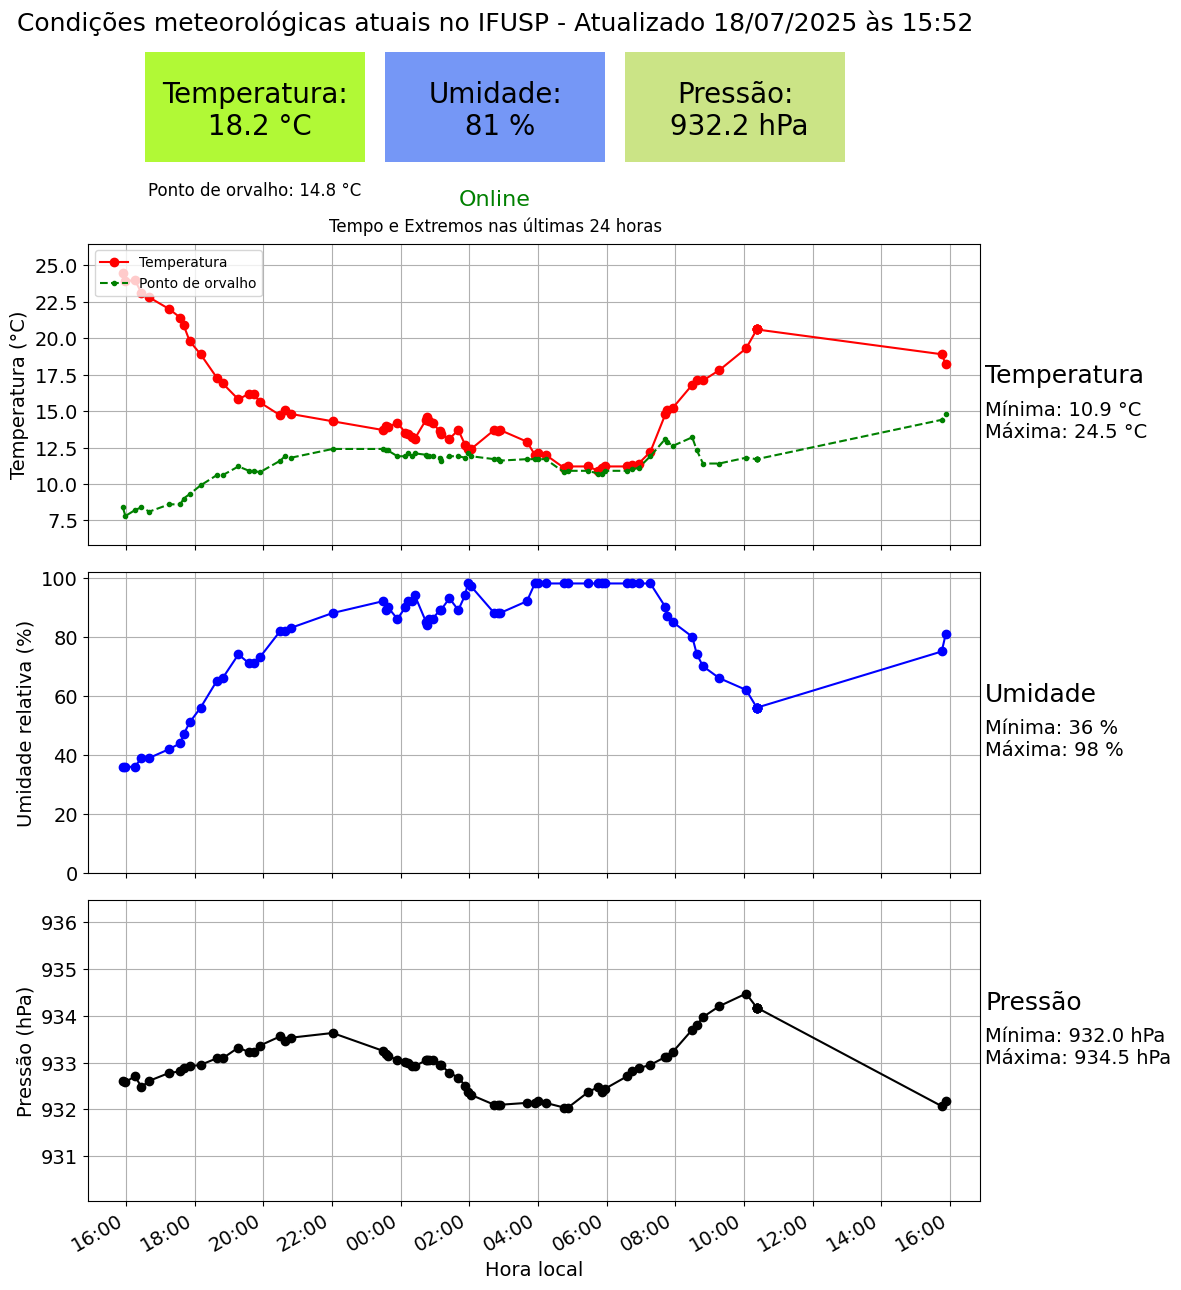 Condições meteorológicas atuais no IFUSP - Atualizado 18/07/2025 às 15:52
Temperatura:
18.2 °C
Umidade:
81 %
Pressão:
932.2 hPa
Ponto de orvalho: 14.8 °C
Online
Tempo e Extremos nas últimas 24 horas
Temperatura (°C)
25.0
22.5
20.0
17.5
15.0
12.5
10.0
7.5
Temperatura
Ponto de orvalho
Temperatura
Mínima: 10.9 °C
Máxima: 24.5 °C
Umidade relativa (%)
100
80
60
40
20
0
Umidade
Mínima: 36 %
Máxima: 98 %
Pressão (hPa)
936
935
934
933
932
931
Pressão
Mínima: 932.0 hPa
Máxima: 934.5 hPa
16:00 18:00 20:00 22:00 00:00 02:00 04:00 06:00 08:00 10:00 12:00 14:00 16:00
Hora local